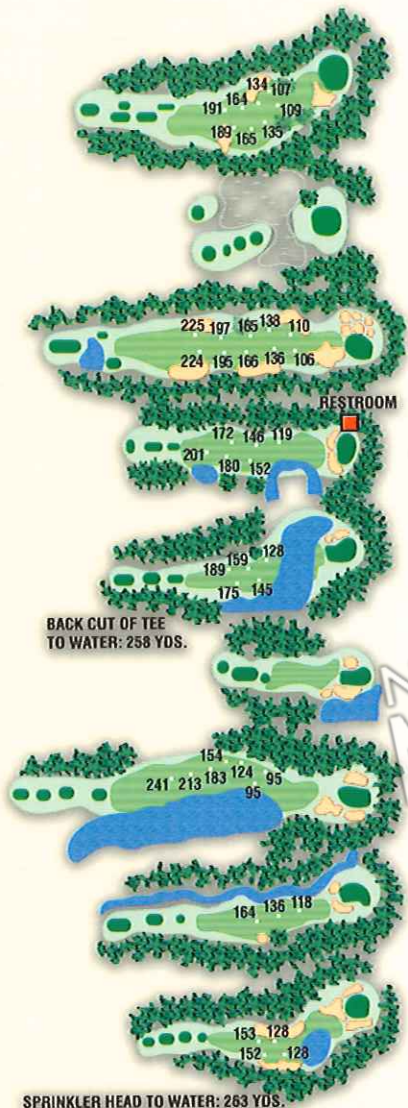 134 107
164
191 109
189 165 135
225 197 165 138 110
224 195 166 136 106
RESTROOM
172 146 119
201
180 152
159 128
189
175 145
BACK CUT OF TEE
TO WATER: 258 YDS.
154
241 213 183 124 95
95
164 136 118
153 128
152 128
SPRINKLER HEAD TO WATER: 263 YDS.